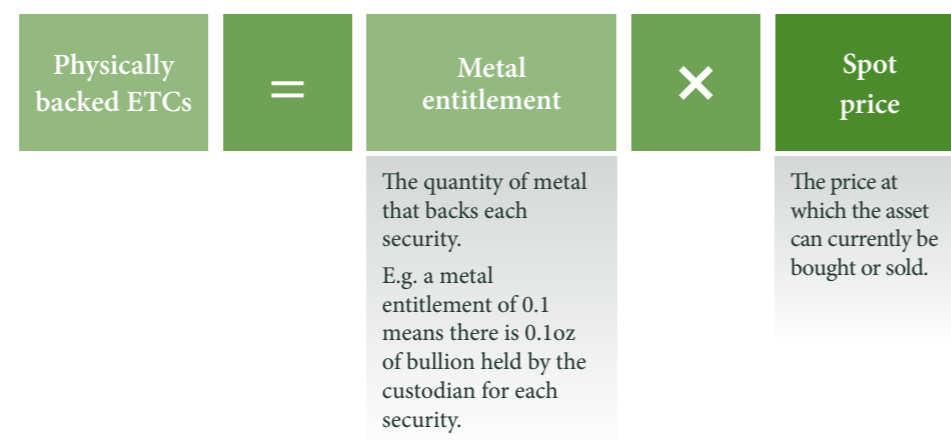 Physically
backed ETCs
=
Metal
entitlement
×
Spot
price
The quantity of metal
that backs each
security.
E.g. a metal
entitlement of 0.1
means there is 0.1oz
of bullion held by the
custodian for each
security.
The price at
which the asset
can currently be
bought or sold.